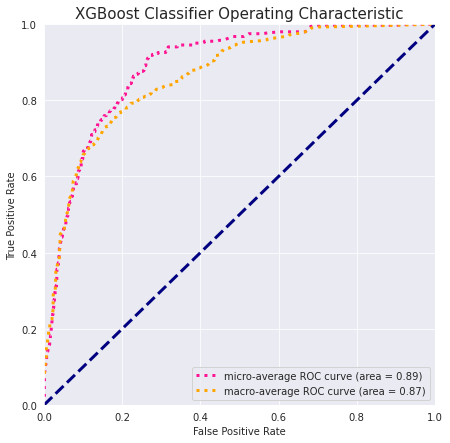 XGBoost Classifier Operating Characteristic
1.0
0.8
0.6
0.4
0.2
0.0
True Positive Rate
micro-average ROC curve (area = 0.89)
macro-average ROC curve (area = 0.87)
0.0 0.2 0.4 0.6 0.8 1.0
False Positive Rate